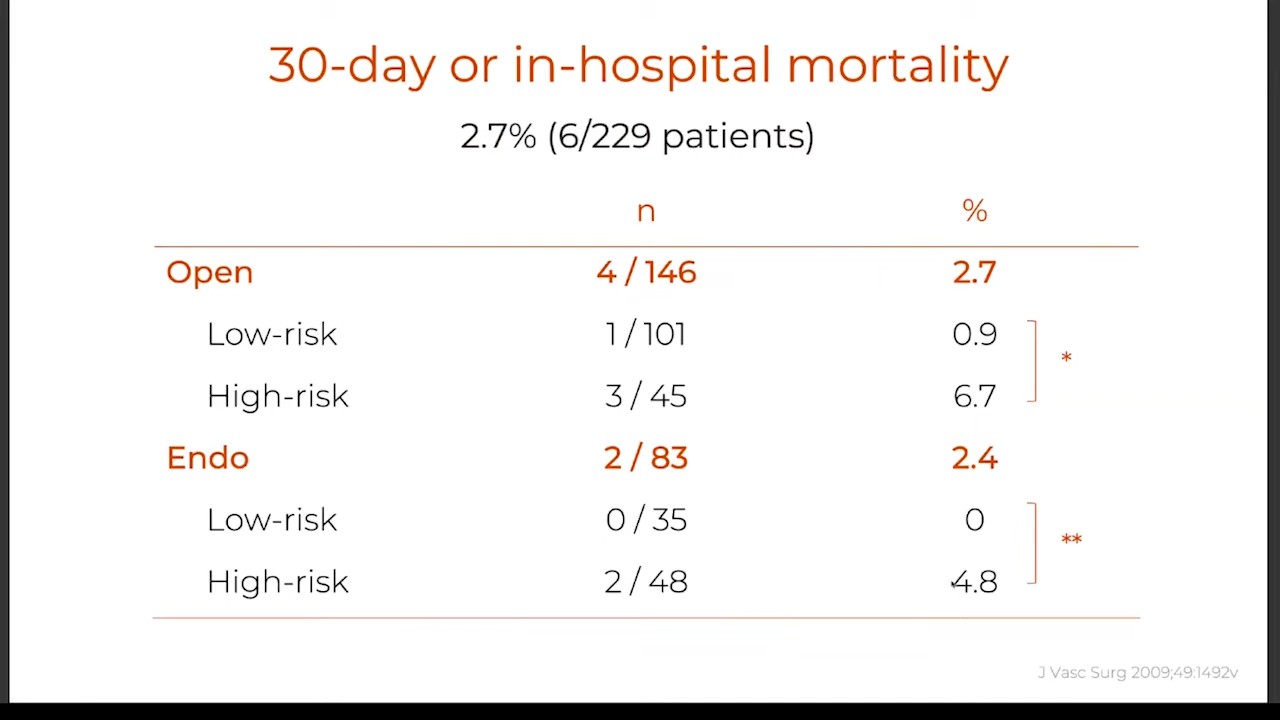 30-day or in-hospital mortality
2.7% (6/229 patients)
n %
Open 4 / 146 2.7
Low-risk 1 / 101 0.9
*
High-risk 3 / 45 6.7
Endo 2 / 83 2.4
Low-risk 0 / 35 0
**
High-risk 2 / 48 4.8
J Vasc Surg 2009;49:1492v